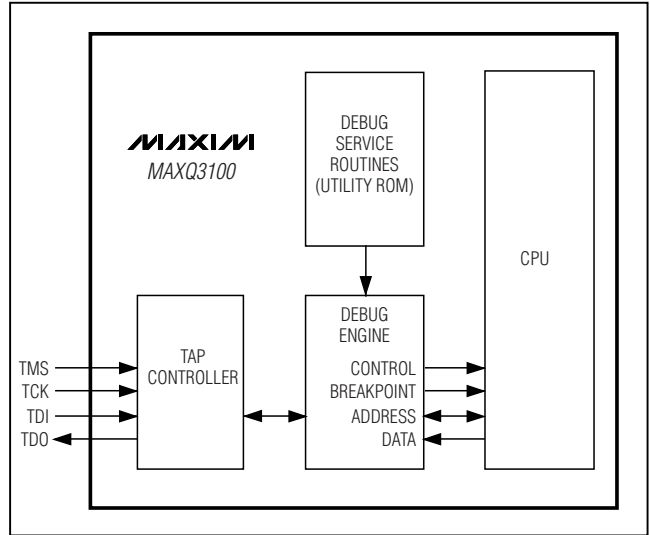 MAXIM
MAXQ3100
DEBUG
SERVICE
ROUTINES
(UTILITY ROM)
CPU
TAP
CONTROLLER
DEBUG
ENGINE
CONTROL
BREAKPOINT
ADDRESS
DATA
TMS
TCK
TDI
TDO